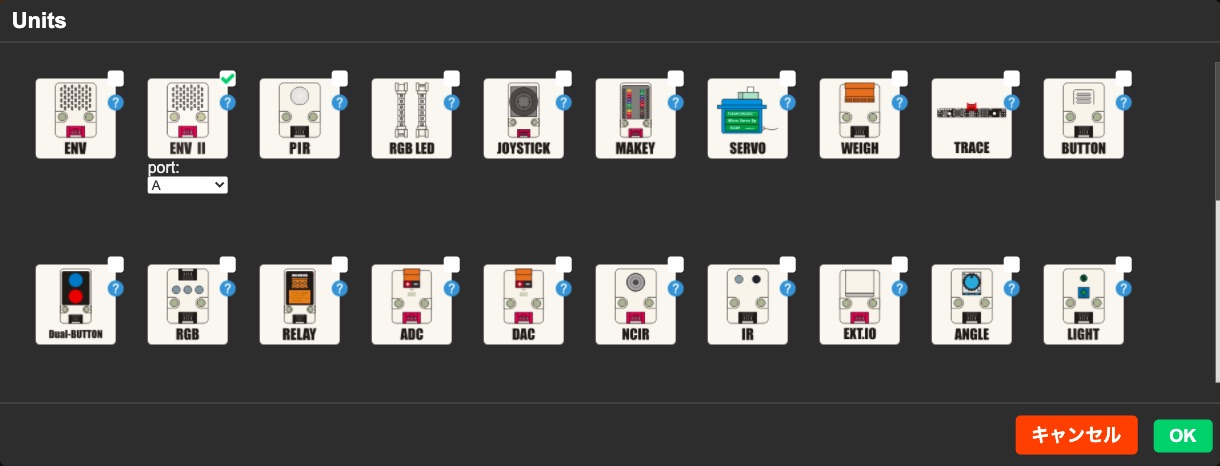 Units
ENV
ENV II
PIR
RGB LED
JOYSTICK
MAKEY
SERVO
WEIGH
TRACE
BUTTON
port:
A
Dual-BUTTON
RGB
RELAY
ADC
DAC
NCIR
IR
EXT.IO
ANGLE
LIGHT
キャンセル
OK